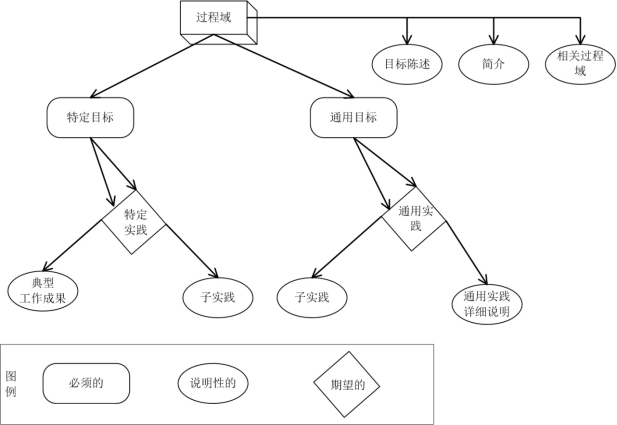 过程域
目标陈述
简介
相关过程
域
特定目标
通用目标
特定
实践
通用实
践
典型
工作成果
子实践
子实践
通用实践
详细说明
图
例
必须的
说明性的
期望的